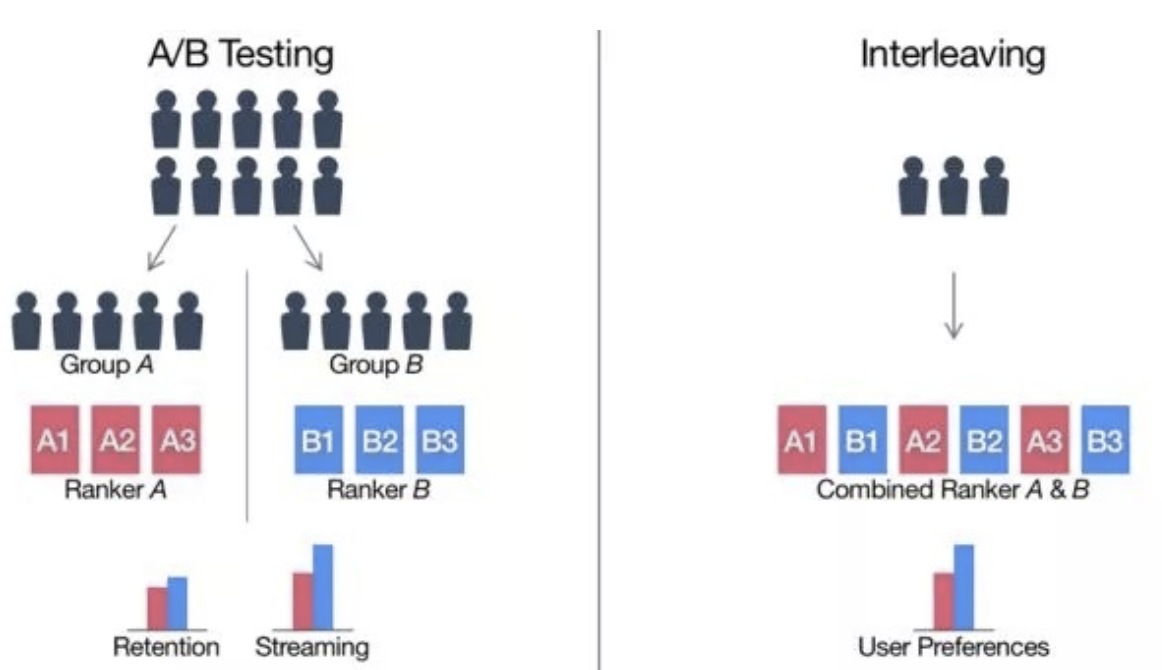 A/B Testing
Group A
Group B
A1 A2 A3
B1 B2 B3
Ranker A
Ranker B
Retention
Streaming
Interleaving
A1 B1 A2 B2 A3 B3
Combined Ranker A & B
User Preferences